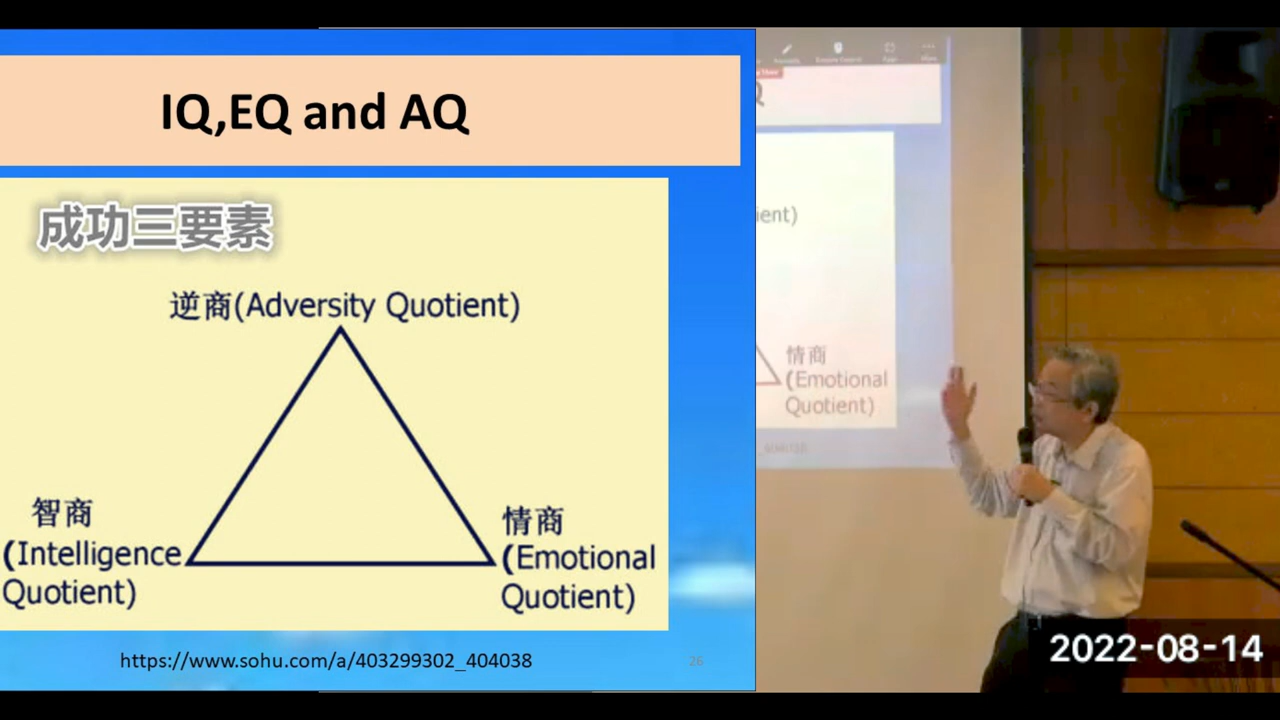 IQ,EQ and AQ
成功三要素
逆商(Adversity Quotient)
智商
(Intelligence
Quotient)
情商
(Emotional
Quotient)
https://www.sohu.com/a/403299302_404038
26
Q
ient)
情商
(Emotional
Quotient)
2022-08-14